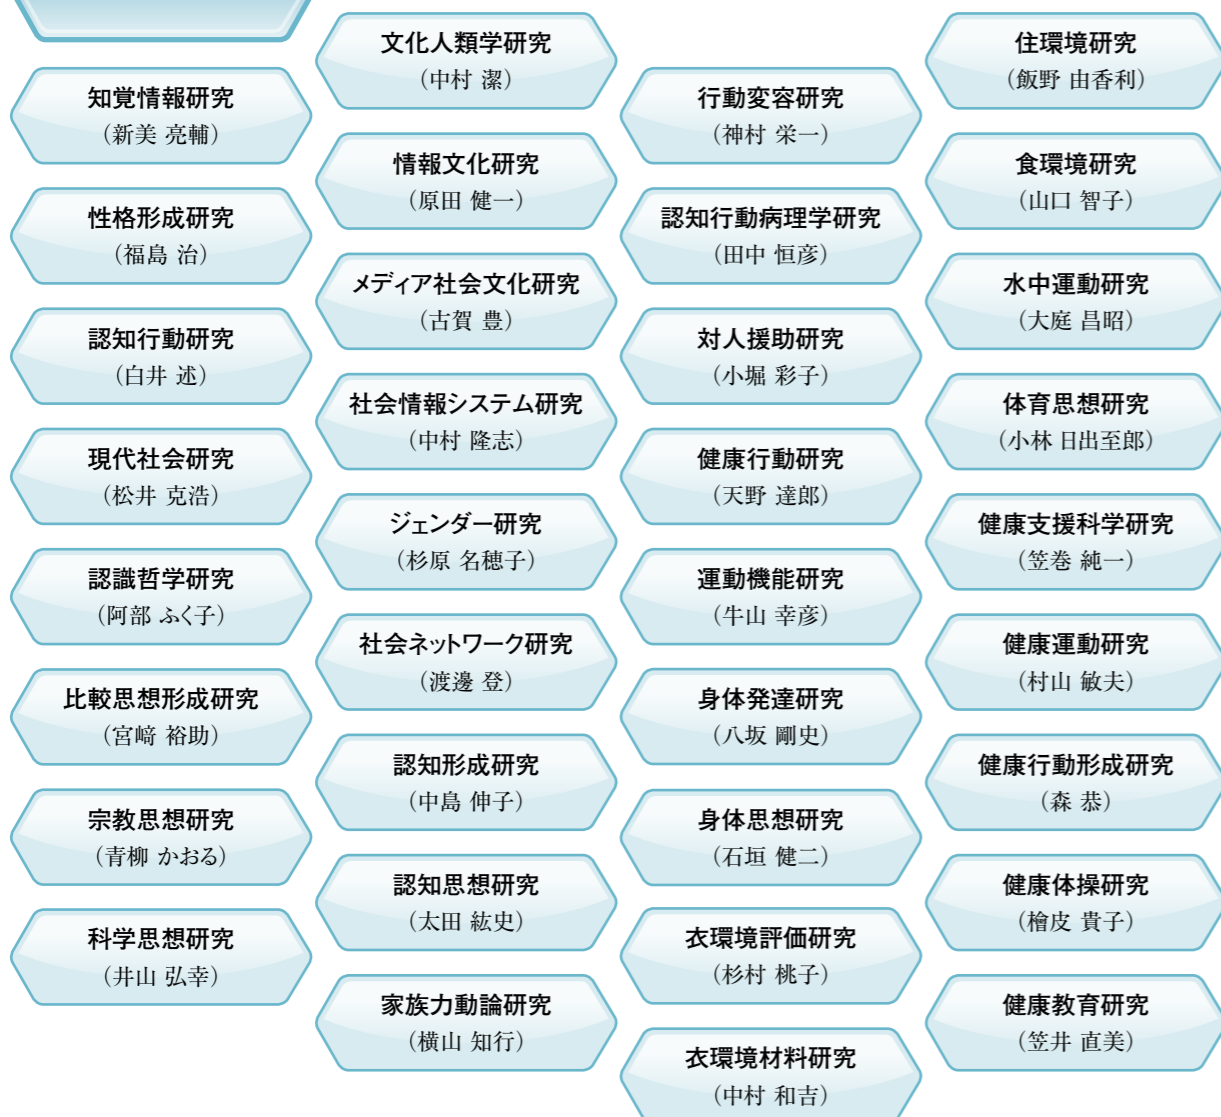 知覚情報研究
（新美 亮輔）
性格形成研究
（福島 治）
認知行動研究
（白井 述）
現代社会研究
（松井 克浩）
認識哲学研究
（阿部 ふく子）
比較思想形成研究
（宮﨑 裕助）
宗教思想研究
（青柳 かおる）
科学思想研究
（井山 弘幸）
文化人類学研究
（中村 潔）
情報文化研究
（原田 健一）
メディア社会文化研究
（古賀 豊）
社会情報システム研究
（中村 隆志）
ジェンダー研究
（杉原 名穂子）
社会ネットワーク研究
（渡邊 登）
認知形成研究
（中島 伸子）
認知思想研究
（太田 紘史）
家族力動論研究
（横山 知行）
行動変容研究
（神村 栄一）
認知行動病理学研究
（田中 恒彦）
対人援助研究
（小堀 彩子）
健康行動研究
（天野 達郎）
運動機能研究
（牛山 幸彦）
身体発達研究
（八坂 剛史）
身体思想研究
（石垣 健二）
衣環境評価研究
（杉村 桃子）
衣環境材料研究
（中村 和吉）
住環境研究
（飯野 由香利）
食環境研究
（山口 智子）
水中運動研究
（大庭 昌昭）
体育思想研究
（小林 日出至郎）
健康支援科学研究
（笠巻 純一）
健康運動研究
（村山 敏夫）
健康行動形成研究
（森 恭）
健康体操研究
（檜皮 貴子）
健康教育研究
（笠井 直美）